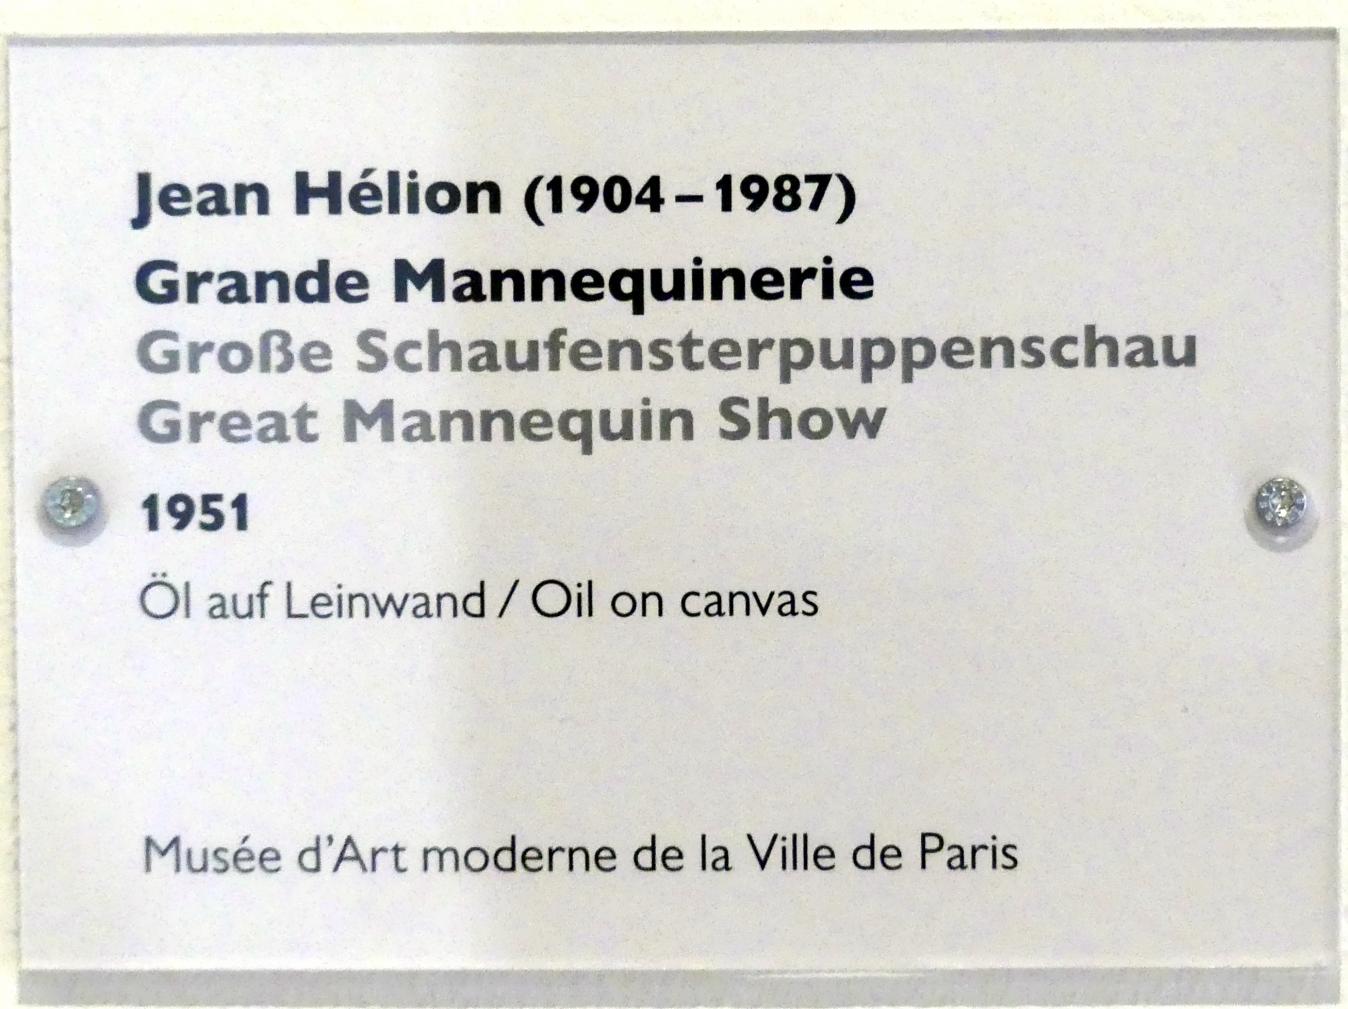 Jean Hélion (1904 – 1987)
Grande Mannequinerie
Große Schaufensterpuppenschau
Great Mannequin Show
1951
Öl auf Leinwand / Oil on canvas
Musée d’Art moderne de la Ville de Paris